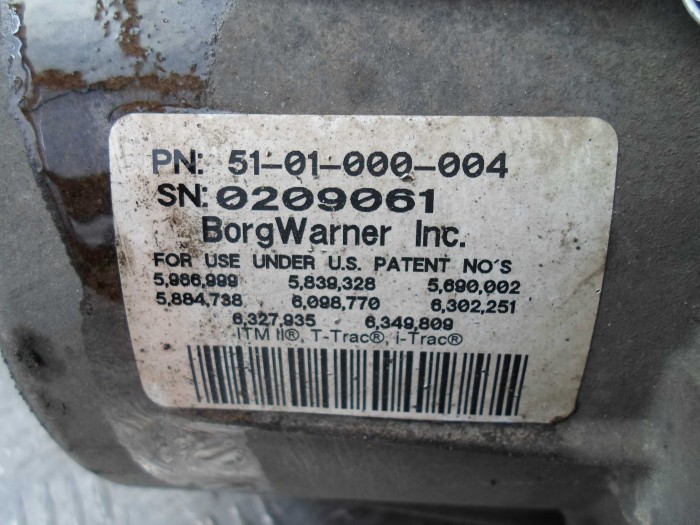 PN: 51-01-000-004
SN: 0209061
BorgWarner Inc.
FOR USE UNDER U.S. PATENT NO'S
5,966,999 5,839,328 5,690,002
5,884,738 6,098,770 6,302,251
6,327,935 6,349,809
ITM II®, T-Trac®, i-Trac®